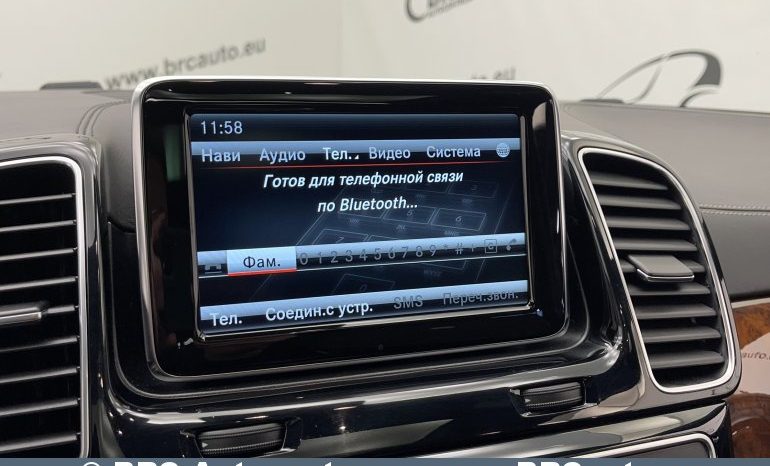 www.brcauto.eu
11:58
Нави Аудио Тел. Видео Система
Готов для телефонной связи
по Bluetooth...
Фам. 0 1 2 3 4 5 6 7 8 9 * # +
Тел. Соедин.с устр. SMS Переч.звон.